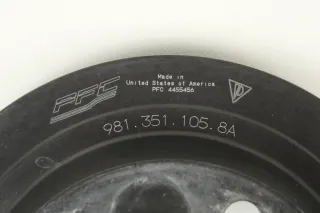 PFC
Made in
United States of America
PFC 4455456
981.351.105.8A